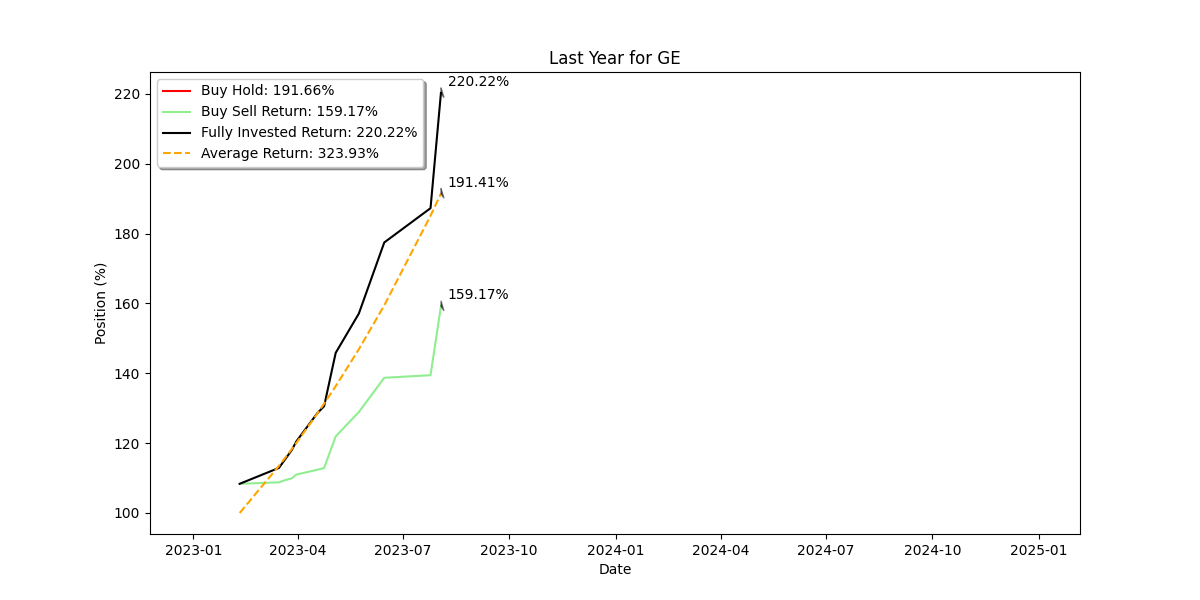 Last Year for GE
Buy Hold: 191.66%
Buy Sell Return: 159.17%
Fully Invested Return: 220.22%
Average Return: 323.93%
220.22%
191.41%
159.17%
Position (%)
220
200
180
160
140
120
100
2023-01 2023-04 2023-07 2023-10 2024-01 2024-04 2024-07 2024-10 2025-01
Date